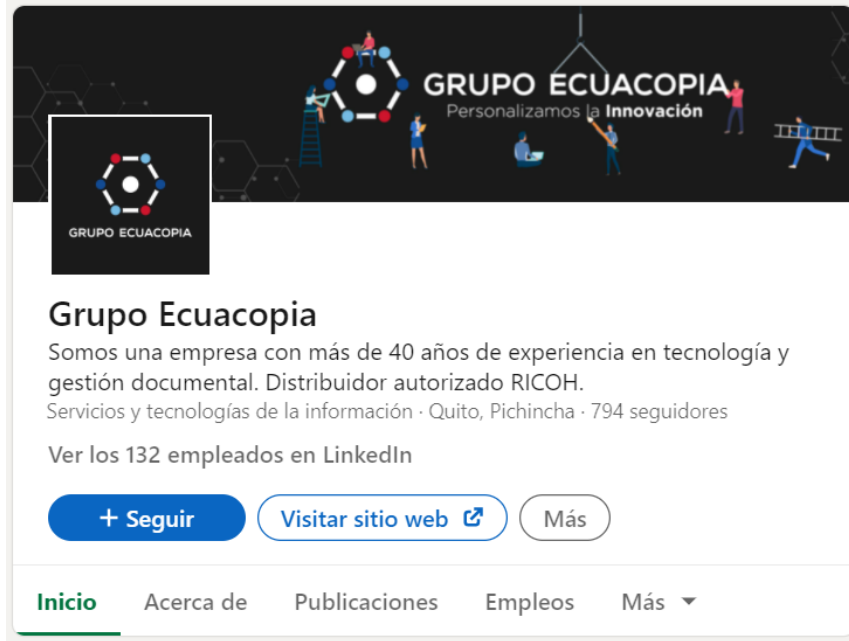 GRUPO ECUACOPIA
Personalizamos la Innovación
GRUPO ECUACOPIA
Grupo Ecuacopia
Somos una empresa con más de 40 años de experiencia en tecnología y
gestión documental. Distribuidor autorizado RICOH.
Servicios y tecnologías de la información · Quito, Pichincha · 794 seguidores
Ver los 132 empleados en LinkedIn
+ Seguir Visitar sitio web Más
Inicio Acerca de Publicaciones Empleos Más